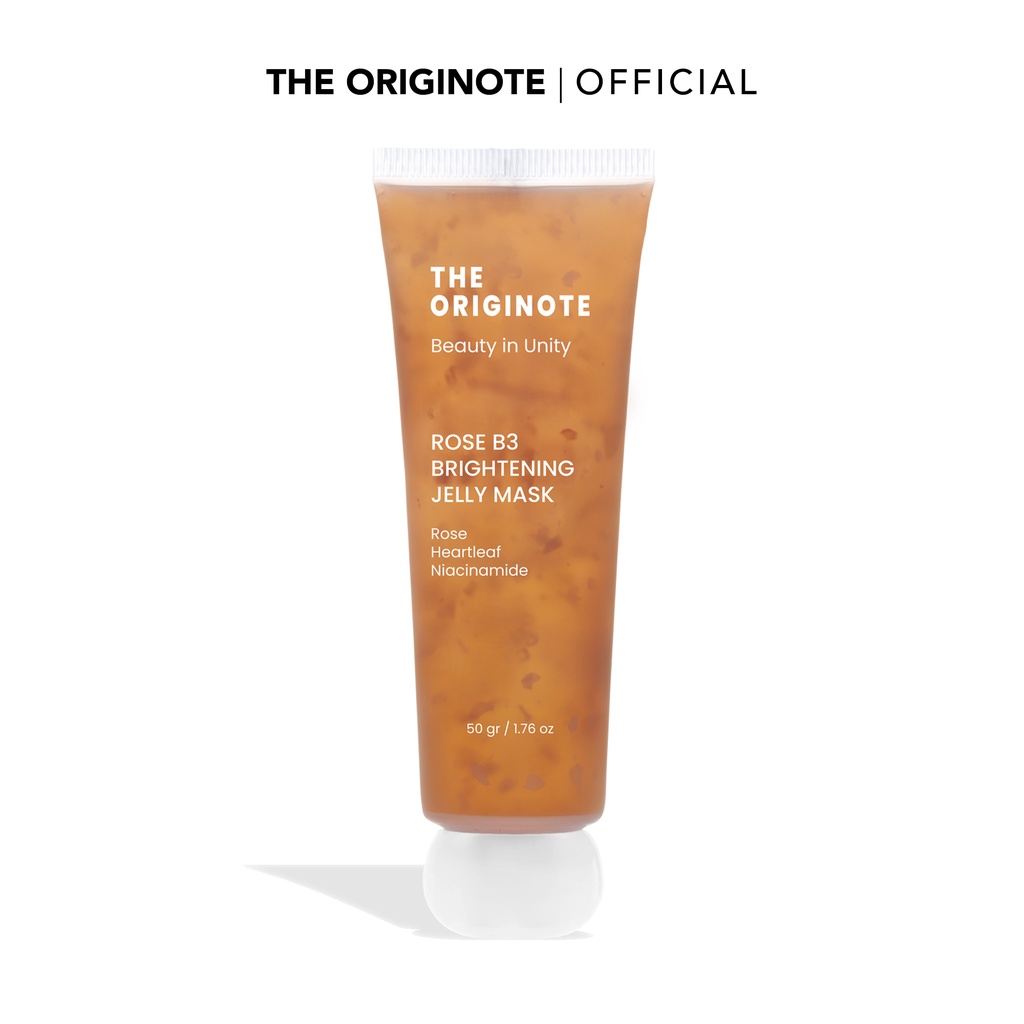 THE ORIGINOTE | OFFICIAL
THE
ORIGINOTE
Beauty in Unity
ROSE B3
BRIGHTENING
JELLY MASK
Rose
Heartleaf
Niacinamide
50 gr / 1.76 oz